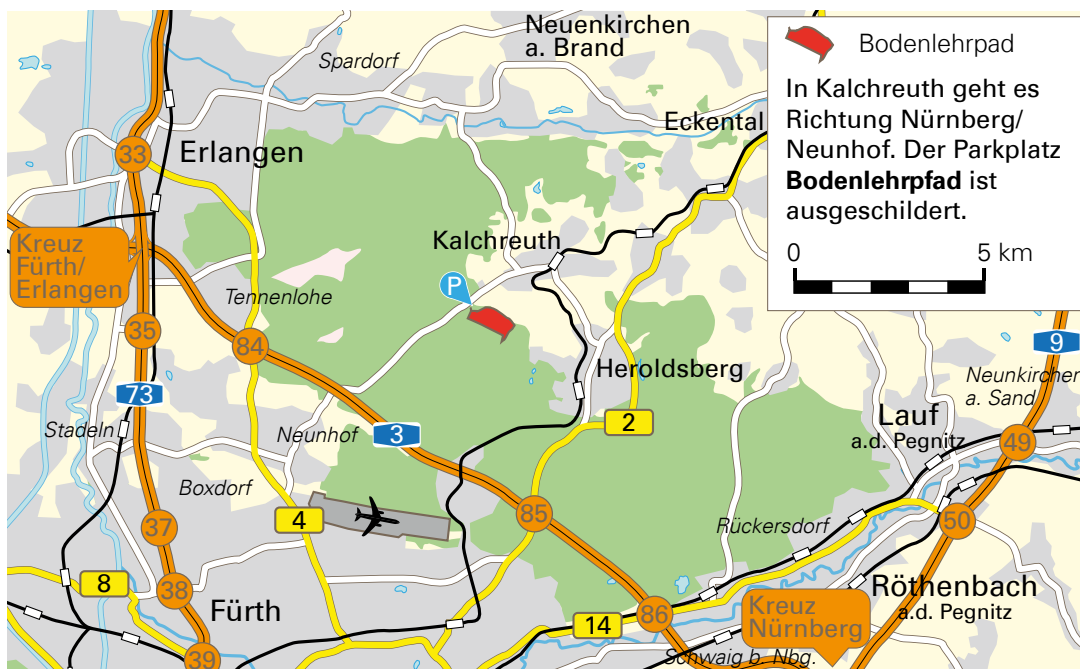 Neuenkirchen
a. Brand
Spardorf
Eckental
33
Erlangen
Kreuz
Fürth/
Erlangen
Kalchreuth
P
Tennenlohe
35
84
73
Heroldsberg
2
3
Stadeln
Neunhof
Boxdorf
4
37
85
8
38
Fürth
39
14
86
Kreuz
Nürnberg
Schwaig b. Nbg.
Rückersdorf
Röthenbach
a.d. Pegnitz
50
49
Lauf
a.d. Pegnitz
Neunkirchen
a. Sand
9
Bodenlehrpad
In Kalchreuth geht es
Richtung Nürnberg/
Neunhof. Der Parkplatz
Bodenlehrpfad ist
ausgeschildert.
0 5 km